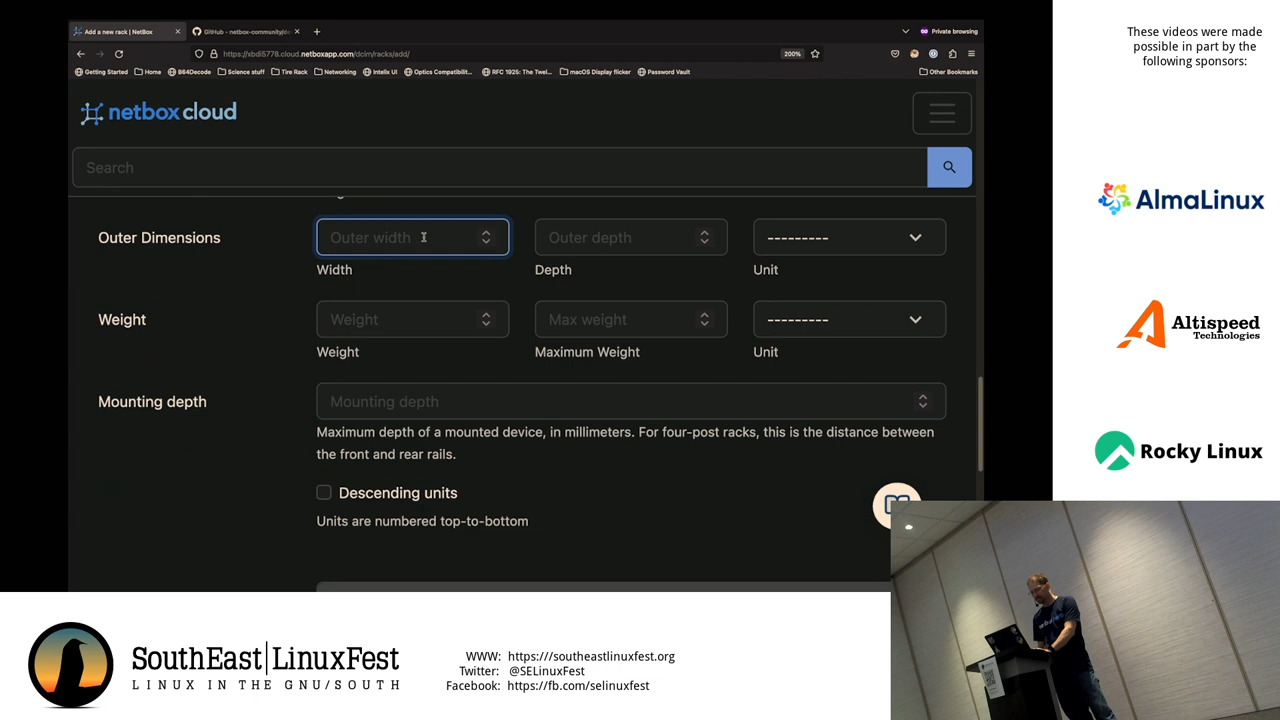 Add a new rack | NetBox
GitHub - netbox-community/de
Private browsing
https://xbdi5778.cloud.netboxapp.com/dcim/racks/add/
200%
Getting Started
Home
B64Decode
Science stuff
Tire Rack
Networking
Intelix UI
Optics Compatibilit...
RFC 1925: The Twel...
macOS Display flicker
Password Vault
Other Bookmarks
netbox cloud
Search
Outer Dimensions
Outer width
Outer depth
---------
Width
Depth
Unit
Weight
Weight
Max weight
---------
Weight
Maximum Weight
Unit
Mounting depth
Mounting depth
Maximum depth of a mounted device, in millimeters. For four-post racks, this is the distance between
the front and rear rails.
Descending units
Units are numbered top-to-bottom
These videos were made
possible in part by the
following sponsors:
AlmaLinux
Altispeed
Technologies
Rocky Linux
SouthEast LinuxFest
LINUX IN THE GNU/SOUTH
WWW: https:///southeastlinuxfest.org
Twitter: @SELinuxFest
Facebook: https://fb.com/selinuxfest